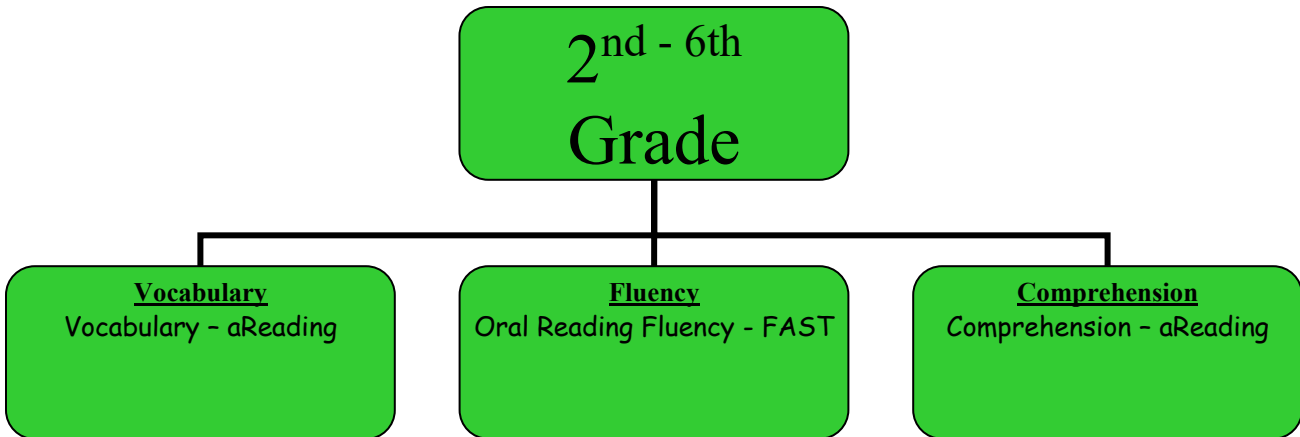 2nd - 6th
Grade
Vocabulary
Vocabulary – aReading
Fluency
Oral Reading Fluency - FAST
Comprehension
Comprehension – aReading